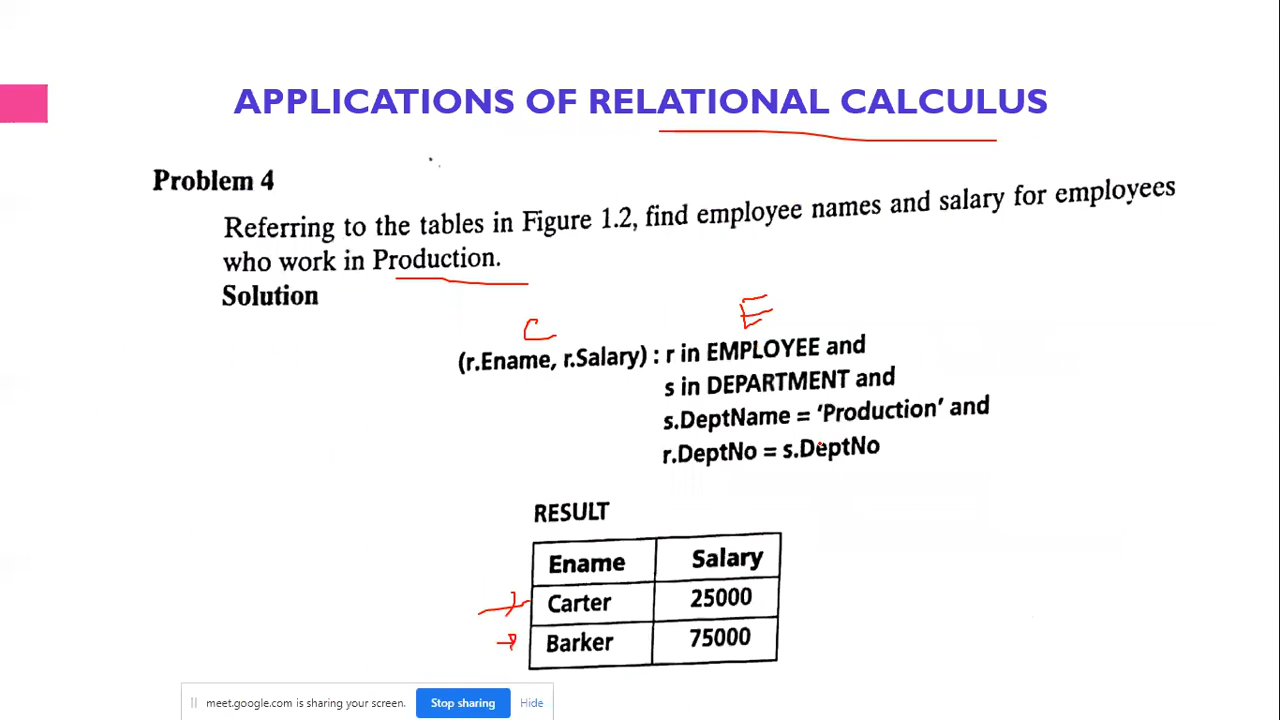 APPLICATIONS OF RELATIONAL CALCULUS
Problem 4
Referring to the tables in Figure 1.2, find employee names and salary for employees
who work in Production.
Solution
C
E
(r.Ename, r.Salary) : r in EMPLOYEE and
s in DEPARTMENT and
s.DeptName = ‘Production’ and
r.DeptNo = s.DeptNo
RESULT
Ename Salary
Carter 25000
Barker 75000
meet.google.com is sharing your screen. Stop sharing Hide